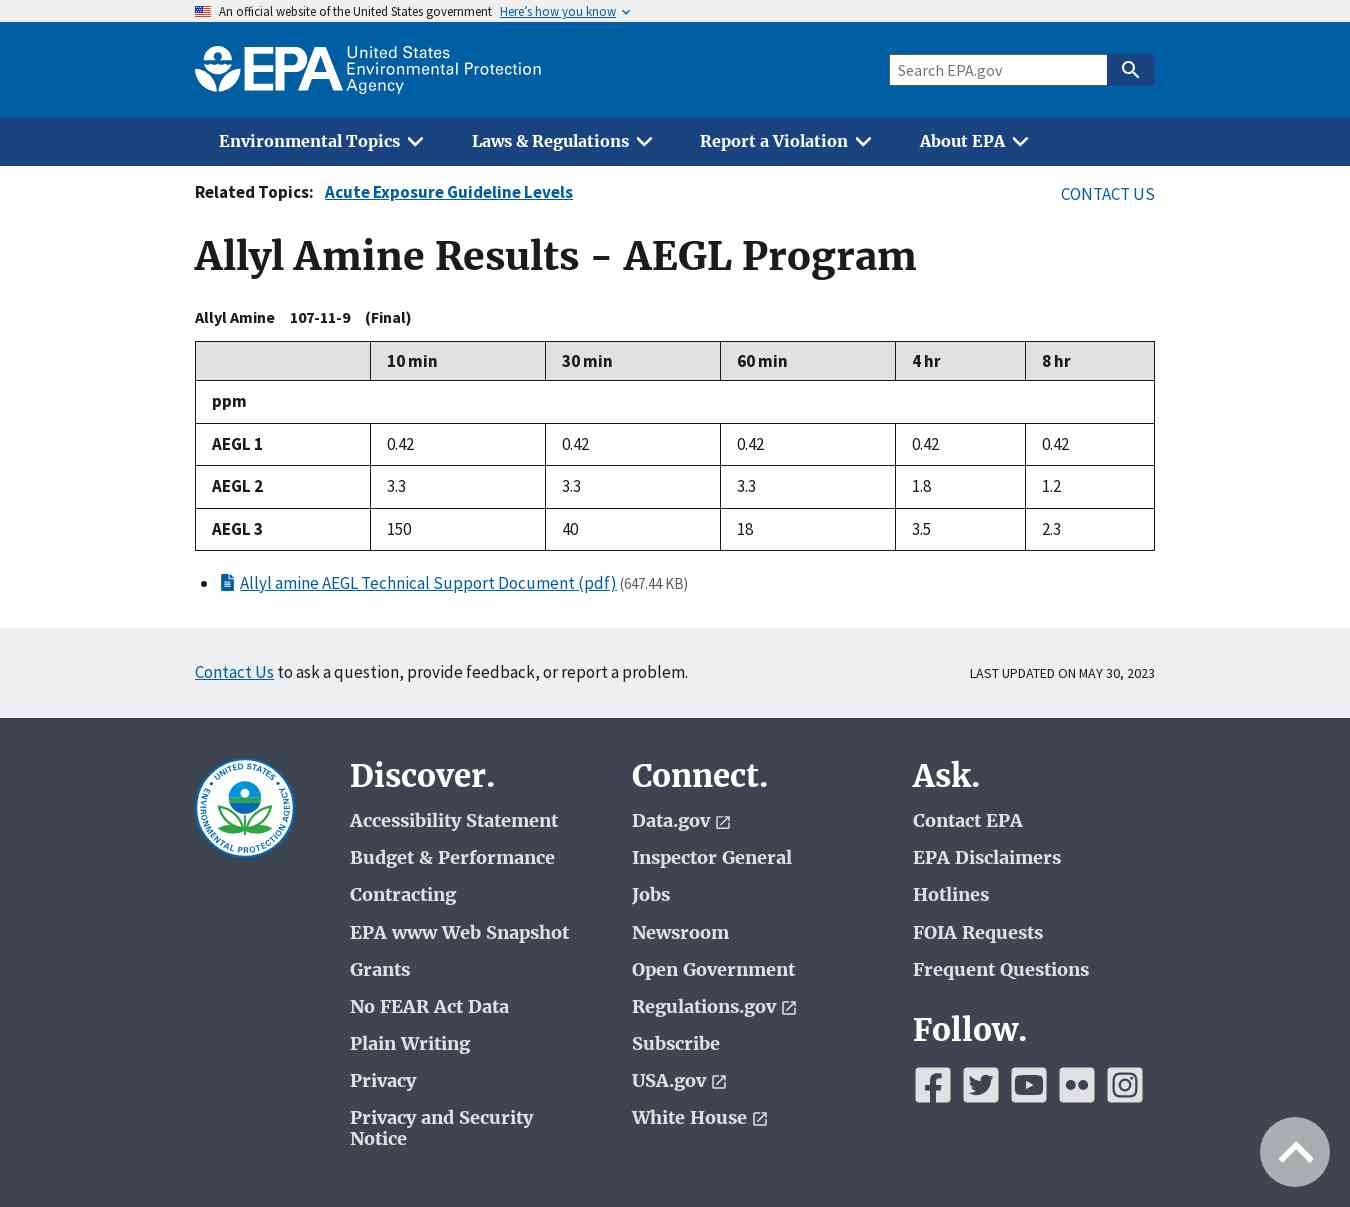 An official website of the United States government Here’s how you know
EPA United States
Environmental Protection
Agency
Search EPA.gov
Environmental Topics Laws & Regulations Report a Violation About EPA
Related Topics: Acute Exposure Guideline Levels CONTACT US
Allyl Amine Results - AEGL Program
Allyl Amine 107-11-9 (Final)
10 min 30 min 60 min 4 hr 8 hr
ppm
AEGL 1 0.42 0.42 0.42 0.42 0.42
AEGL 2 3.3 3.3 3.3 1.8 1.2
AEGL 3 150 40 18 3.5 2.3
Allyl amine AEGL Technical Support Document (pdf) (647.44 KB)
Contact Us to ask a question, provide feedback, or report a problem. LAST UPDATED ON MAY 30, 2023
UNITED STATES
ENVIRONMENTAL PROTECTION AGENCY
Discover.
Accessibility Statement
Budget & Performance
Contracting
EPA www Web Snapshot
Grants
No FEAR Act Data
Plain Writing
Privacy
Privacy and Security
Notice
Connect.
Data.gov
Inspector General
Jobs
Newsroom
Open Government
Regulations.gov
Subscribe
USA.gov
White House
Ask.
Contact EPA
EPA Disclaimers
Hotlines
FOIA Requests
Frequent Questions
Follow.